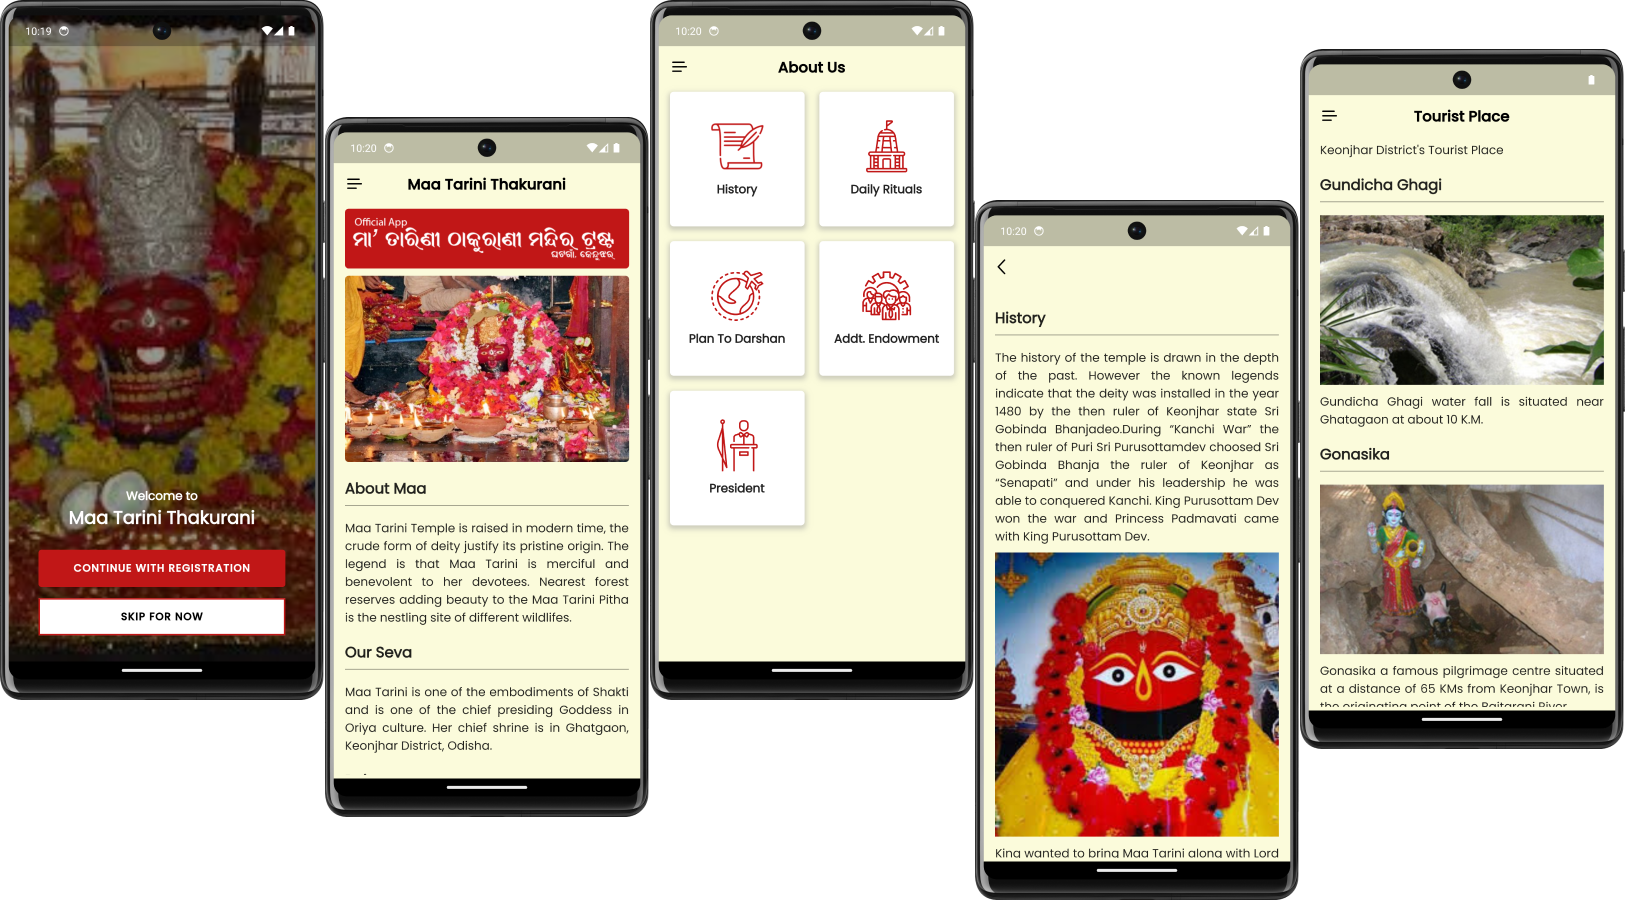 10:19
Welcome to
Maa Tarini Thakurani
CONTINUE WITH REGISTRATION
SKIP FOR NOW
10:20
Maa Tarini Thakurani
Official App
ମା’ ତାରିଣୀ ଠାକୁରାଣୀ ମନ୍ଦିର ଟ୍ରଷ୍ଟ
ଘଟଗାଁ, କେନ୍ଦୁଝର
About Maa
Maa Tarini Temple is raised in modern time, the
crude form of deity justify its pristine origin. The
legend is that Maa Tarini is merciful and
benevolent to her devotees. Nearest forest
reserves adding beauty to the Maa Tarini Pitha
is the nestling site of different wildlifes.
Our Seva
Maa Tarini is one of the embodiments of Shakti
and is one of the chief presiding Goddess in
Oriya culture. Her chief shrine is in Ghatgaon,
Keonjhar District, Odisha.
10:20
About Us
History
Daily Rituals
Plan To Darshan
Addt. Endowment
President
10:20
History
The history of the temple is drawn in the depth
of the past. However the known legends
indicate that the deity was installed in the year
1480 by the then ruler of Keonjhar state Sri
Gobinda Bhanjadeo.During “Kanchi War” the
then ruler of Puri Sri Purusottamdev choosed Sri
Gobinda Bhanja the ruler of Keonjhar as
“Senapati” and under his leadership he was
able to conquered Kanchi. King Purusottam Dev
won the war and Princess Padmavati came
with King Purusottam Dev.
King wanted to bring Maa Tarini along with Lord
Tourist Place
Keonjhar District's Tourist Place
Gundicha Ghagi
Gundicha Ghagi water fall is situated near
Ghatagaon at about 10 K.M.
Gonasika
Gonasika a famous pilgrimage centre situated
at a distance of 65 KMs from Keonjhar Town, is
the originating point of the Baitarani River